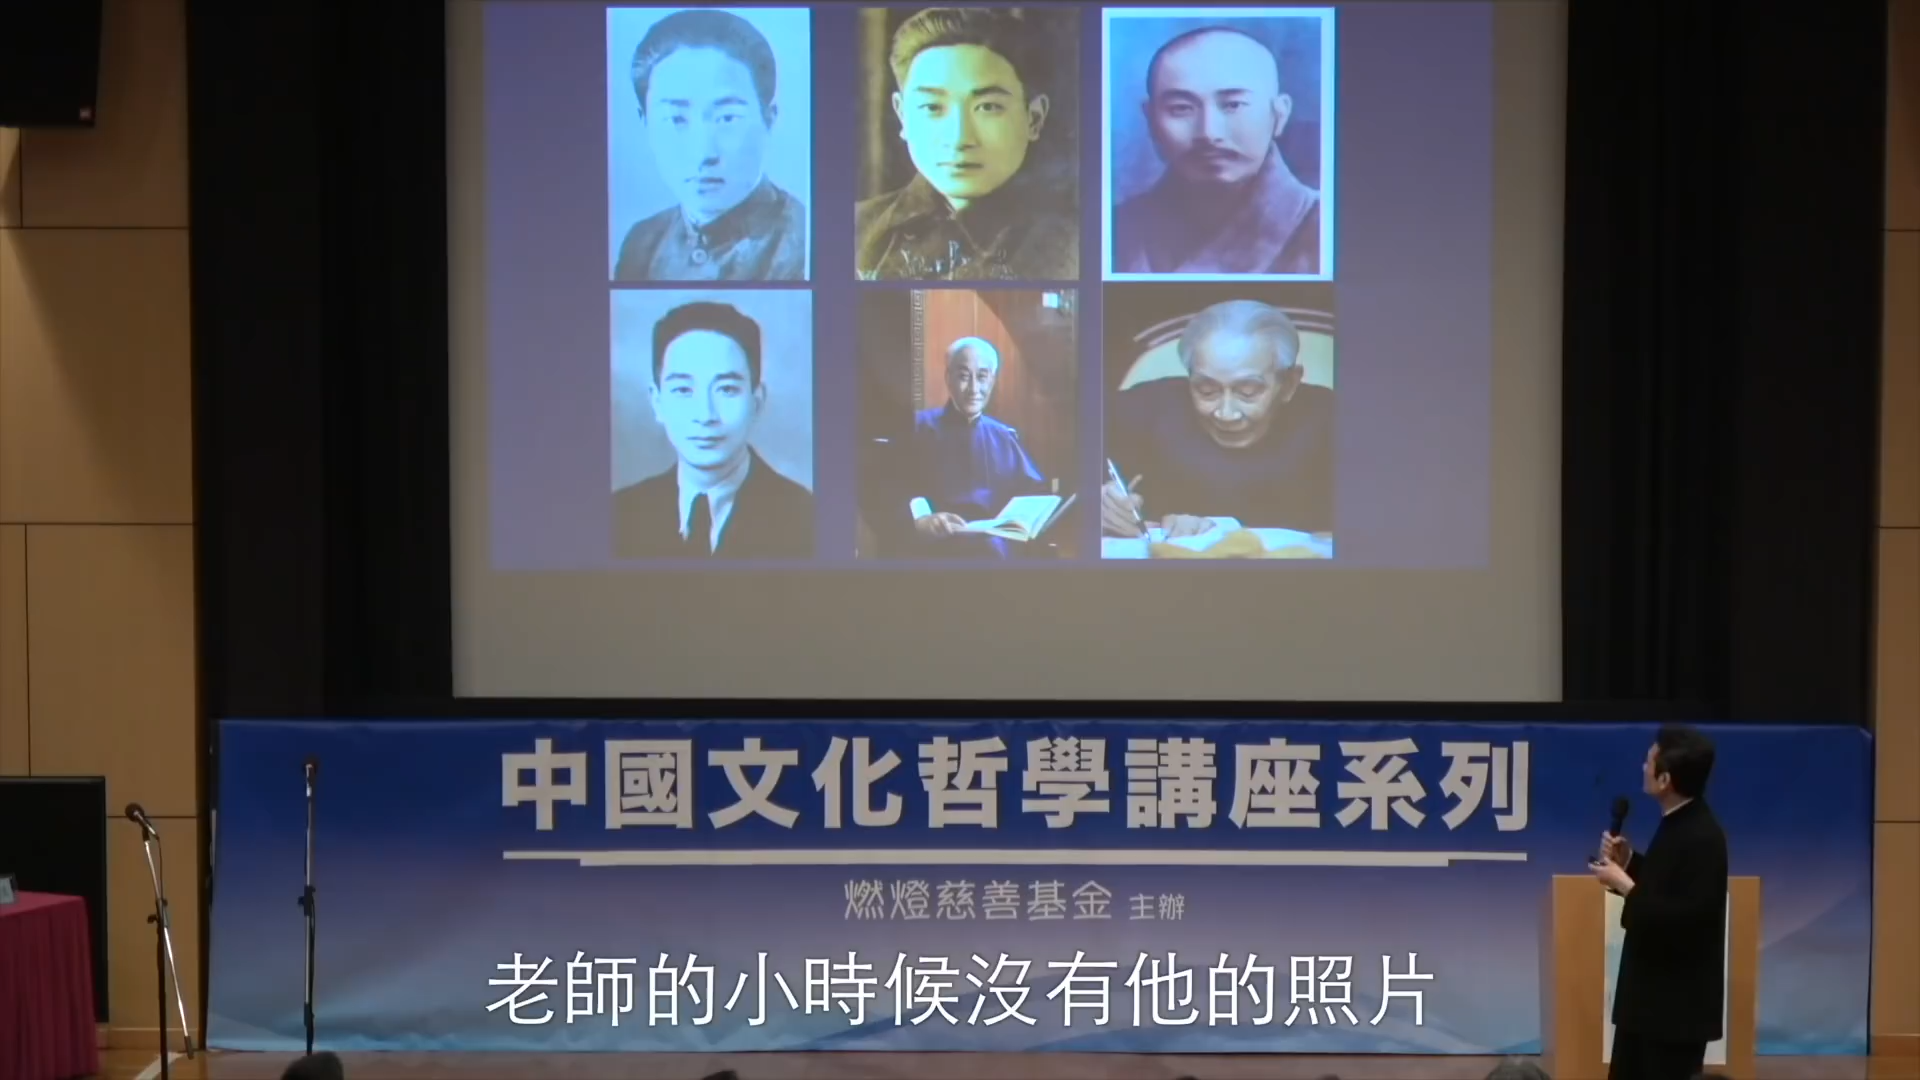 中國文化哲學講座系列
燃燈慈善基金 主辦
老師的小時候沒有他的照片